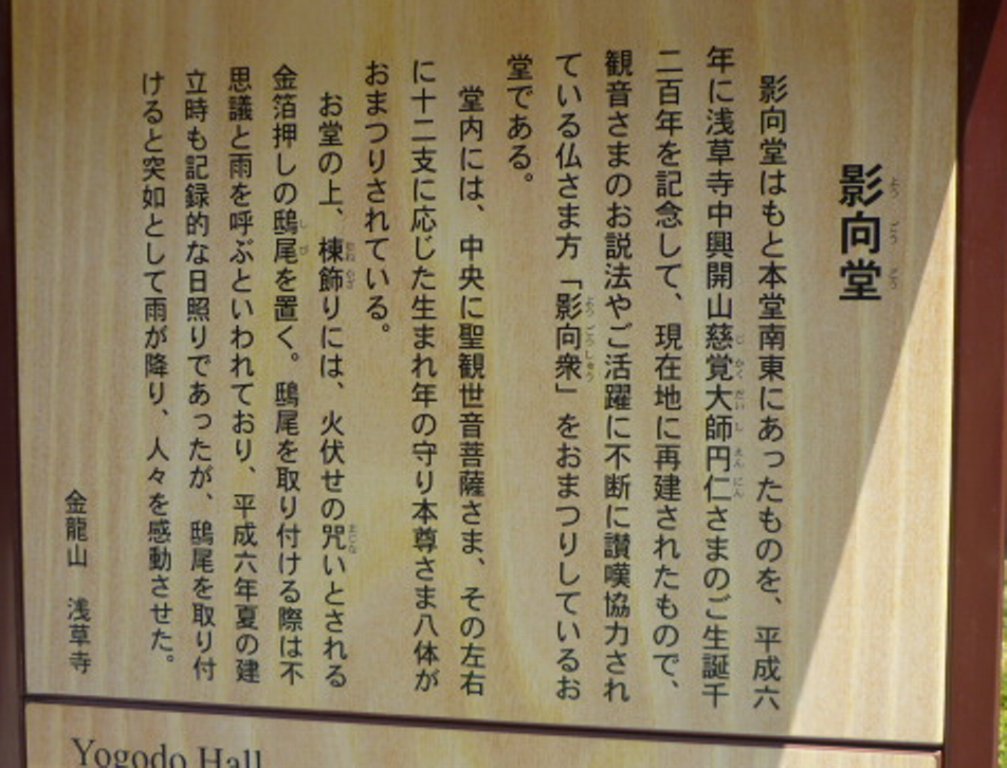 影向堂
影向堂はもと本堂南東にあったものを、平成六
年に浅草寺中興開山慈覚大師円仁さまのご生誕千
二百年を記念して、現在地に再建されたもので、
観音さまのお説法やご活躍に不断に讃嘆協力され
ている仏さま方「影向衆」をおまつりしているお
堂である。
堂内には、中央に聖観世音菩薩さま、その左右
に十二支に応じた生まれ年の守り本尊さま八体が
おまつりされている。
お堂の上、棟飾りには、火伏せの咒いとされる
金箔押しの鴟尾を置く。鴟尾を取り付ける際は不
思議と雨を呼ぶといわれており、平成六年夏の建
立時も記録的な日照りであったが、鴟尾を取り付
けると突如として雨が降り、人々を感動させた。
金龍山 浅草寺
Yogodo Hall